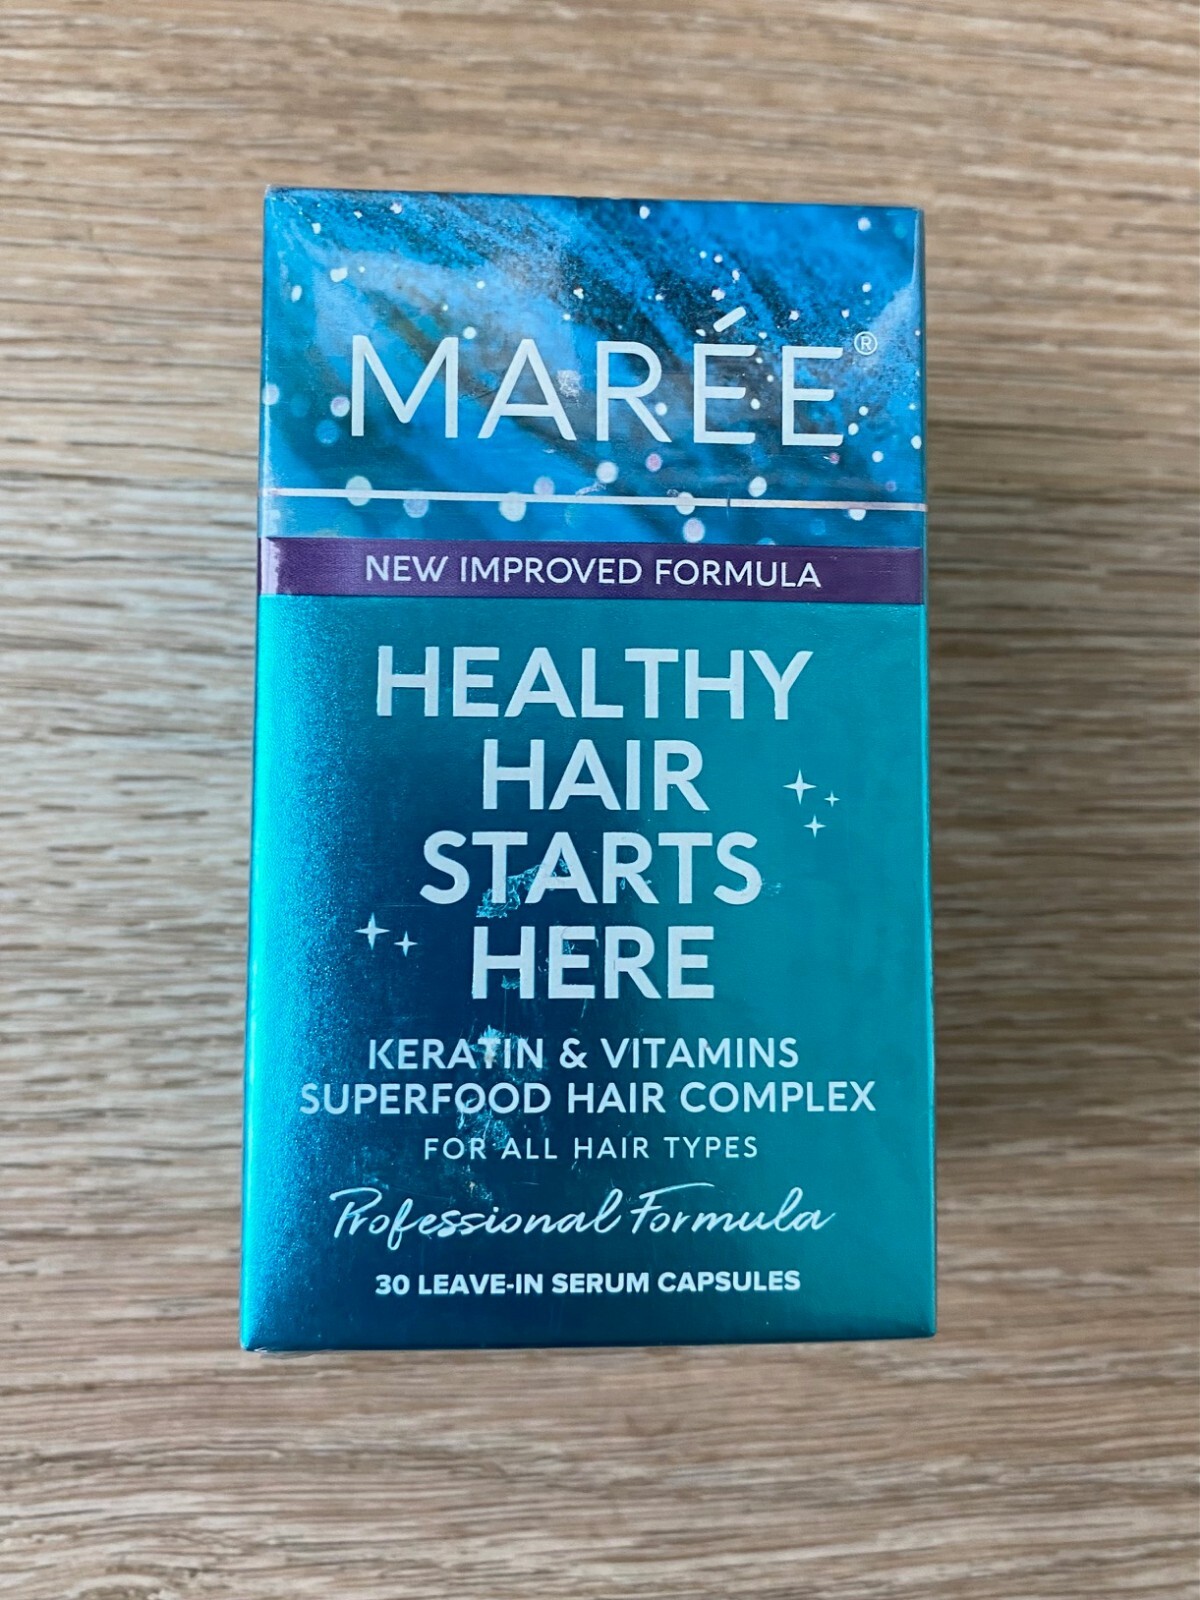 MARÉE®
NEW IMPROVED FORMULA
HEALTHY
HAIR
STARTS
HERE
KERATIN & VITAMINS
SUPERFOOD HAIR COMPLEX
FOR ALL HAIR TYPES
Professional Formula
30 LEAVE-IN SERUM CAPSULES